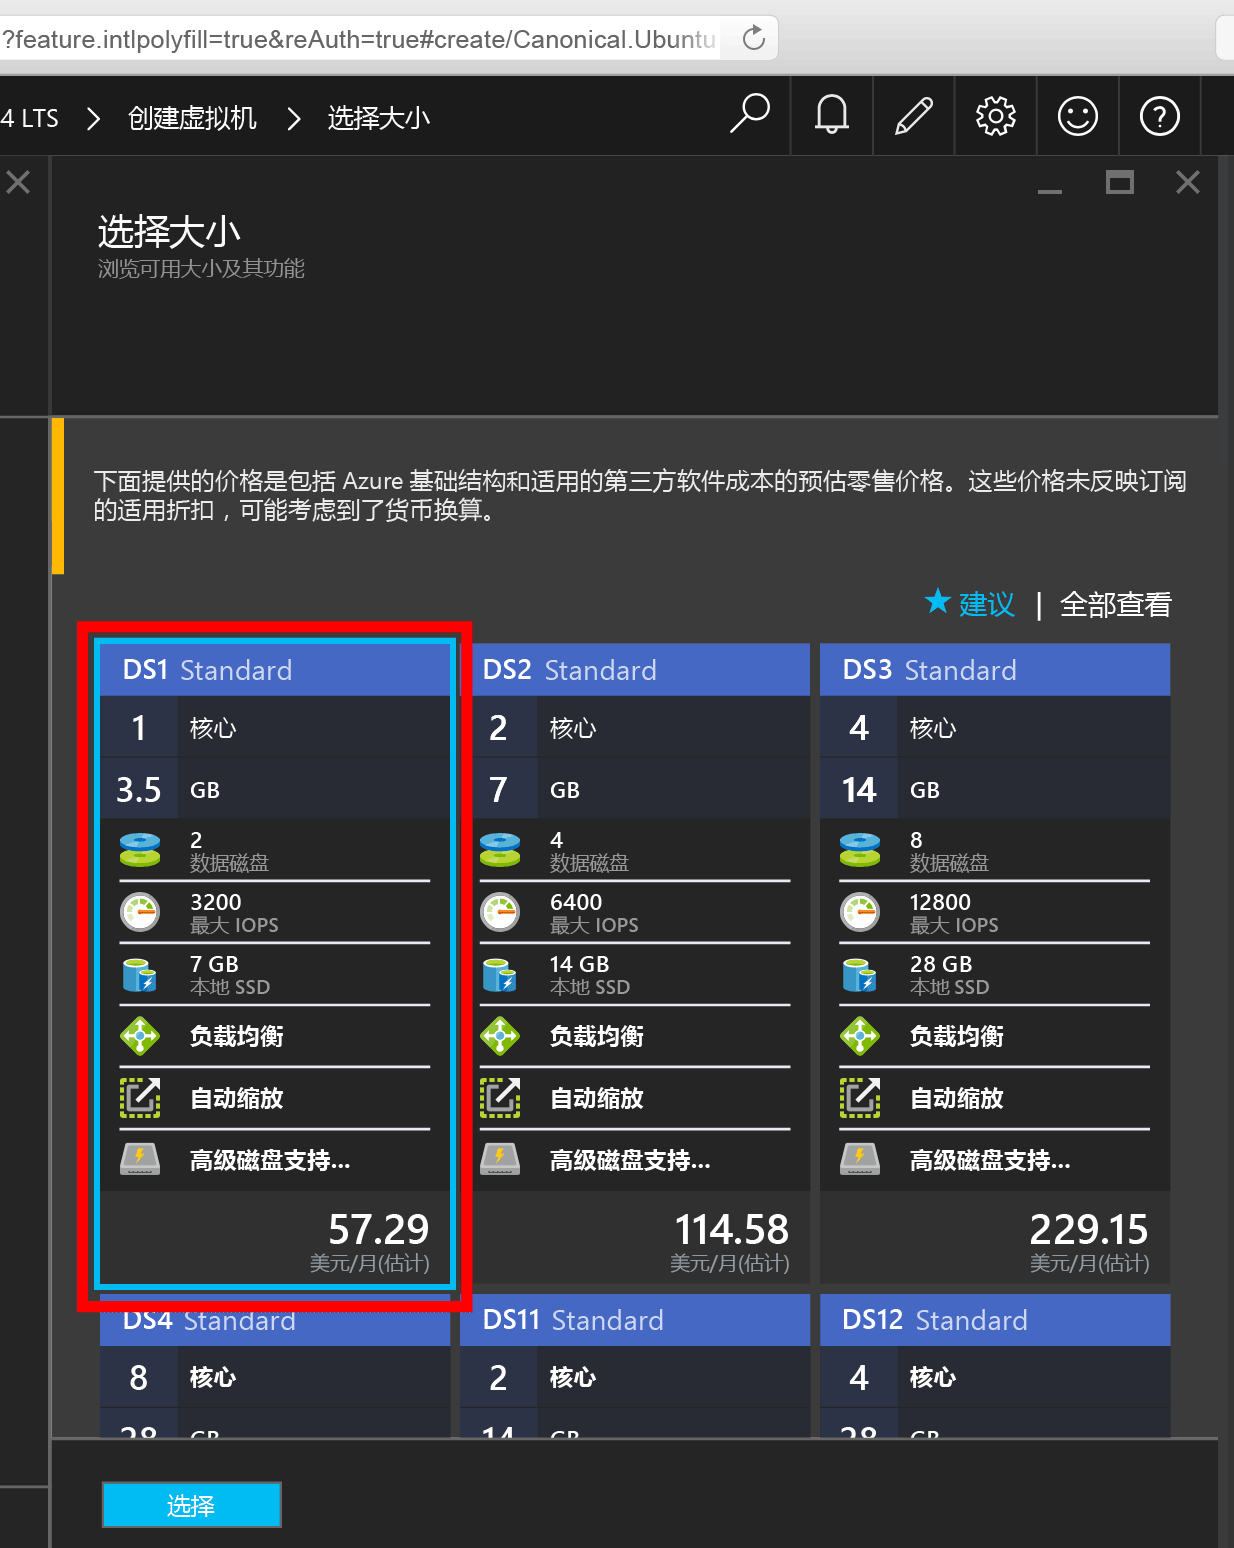 ?feature.intlpolyfill=true&reAuth=true#create/Canonical.Ubuntu
4 LTS > 创建虚拟机 > 选择大小
选择大小
浏览可用大小及其功能
下面提供的价格是包括 Azure 基础结构和适用的第三方软件成本的预估零售价格。这些价格未反映订阅
的适用折扣，可能考虑到了货币换算。
★ 建议 | 全部查看
DS1 Standard
1 核心
3.5 GB
2
数据磁盘
3200
最大 IOPS
7 GB
本地 SSD
负载均衡
自动缩放
高级磁盘支持...
57.29
美元/月(估计)
DS2 Standard
2 核心
7 GB
4
数据磁盘
6400
最大 IOPS
14 GB
本地 SSD
负载均衡
自动缩放
高级磁盘支持...
114.58
美元/月(估计)
DS3 Standard
4 核心
14 GB
8
数据磁盘
12800
最大 IOPS
28 GB
本地 SSD
负载均衡
自动缩放
高级磁盘支持...
229.15
美元/月(估计)
DS4 Standard
8 核心
28 GB
DS11 Standard
2 核心
14 GB
DS12 Standard
4 核心
28 GB
选择